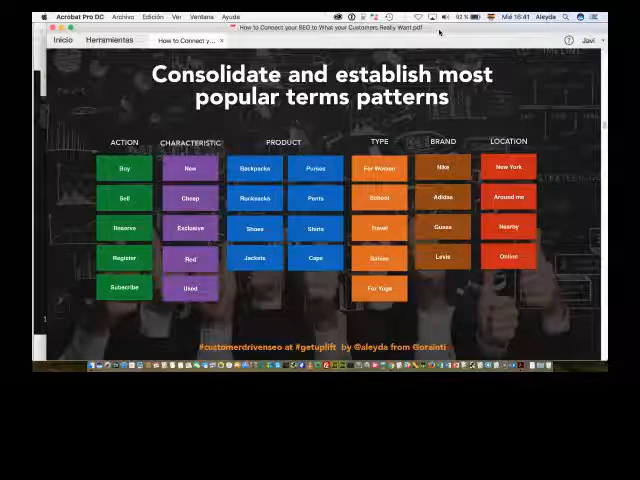 Acrobat Pro DC Archivo Edición Ver Ventana Ayuda 92 % Mié 16:41 Aleyda
How to Connect your SEO to What your Customers Really Want.pdf
Inicio Herramientas How to Connect y... × ? Javi
Consolidate and establish most
popular terms patterns
ACTION CHARACTERISTIC PRODUCT TYPE BRAND LOCATION
Buy New Backpacks Purses For Women Nike New York
Sell Cheap Rucksacks Pants School Adidas Around me
Reserve Exclusive Shoes Shirts Travel Guess Nearby
Register Red Jackets Caps Babies Levis Online
Subscribe Used For Yoga
#customerdrivenseo at #getuplift by @aleyda from @orainti